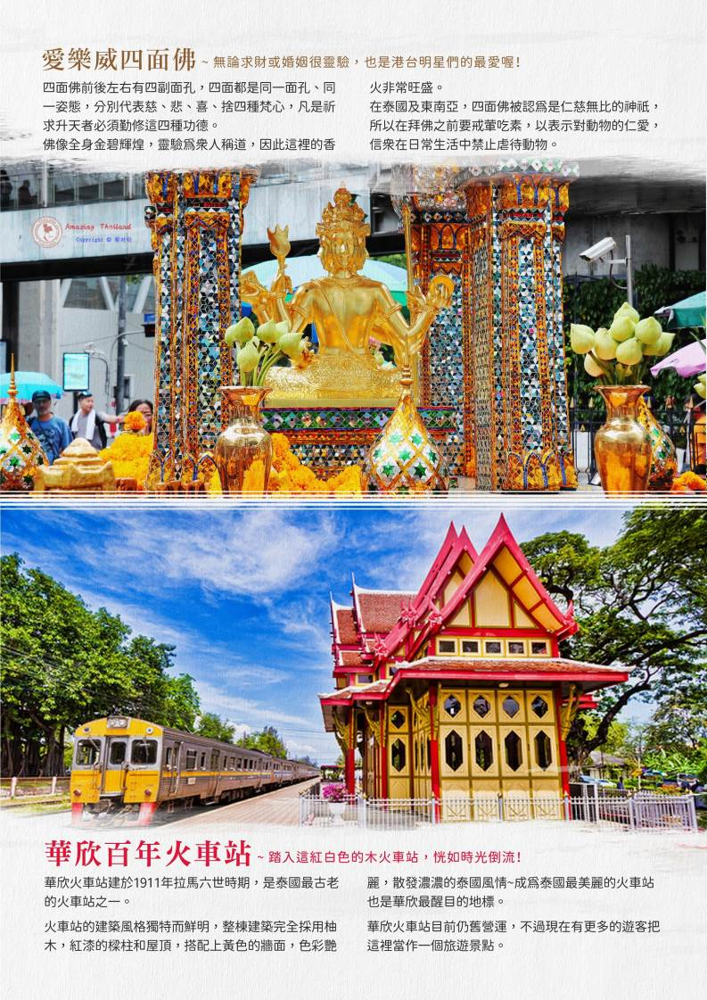 愛樂威四面佛 ~ 無論求財或婚姻很靈驗，也是港台明星們的最愛喔!
四面佛前後左右有四副面孔，四面都是同一面孔、同
一姿態，分別代表慈、悲、喜、捨四種梵心，凡是祈
求升天者必須勤修這四種功德。
佛像全身金碧輝煌，靈驗為眾人稱道，因此這裡的香
火非常旺盛。
在泰國及東南亞，四面佛被認為是仁慈無比的神祇，
所以在拜佛之前要戒葷吃素，以表示對動物的仁愛，
信眾在日常生活中禁止虐待動物。
Amazing Thailand
Copyright ©
華欣百年火車站 ~ 踏入這紅白色的木火車站，恍如時光倒流!
華欣火車站建於1911年拉馬六世時期，是泰國最古老
的火車站之一。
火車站的建築風格獨特而鮮明，整棟建築完全採用柚
木，紅漆的樑柱和屋頂，搭配上黃色的牆面，色彩艷
麗，散發濃濃的泰國風情~成為泰國最美麗的火車站
也是華欣最醒目的地標。
華欣火車站目前仍舊營運，不過現在有更多的遊客把
這裡當作一個旅遊景點。